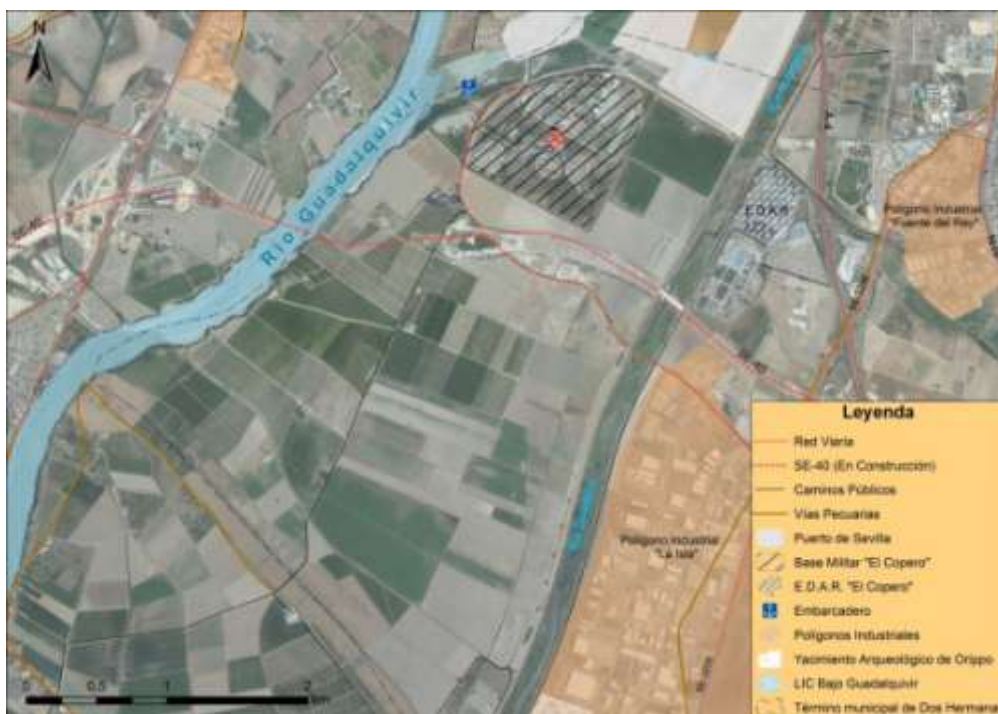 N
Río Guadalquivir
E.D.A.R.
Polígono Industrial
"Fuente del Rey"
SE-40
Polígono Industrial
"La Isla"
Leyenda
Red Viaria
SE-40 (En Construcción)
Caminos Públicos
Vías Pecuarias
Puerto de Sevilla
Base Militar "El Copero"
E.D.A.R. "El Copero"
Embarcadero
Polígonos Industriales
Yacimiento Arqueológico de Orippo
LIC Bajo Guadalquivir
Término municipal de Dos Hermana
0 0,5 1 2
km